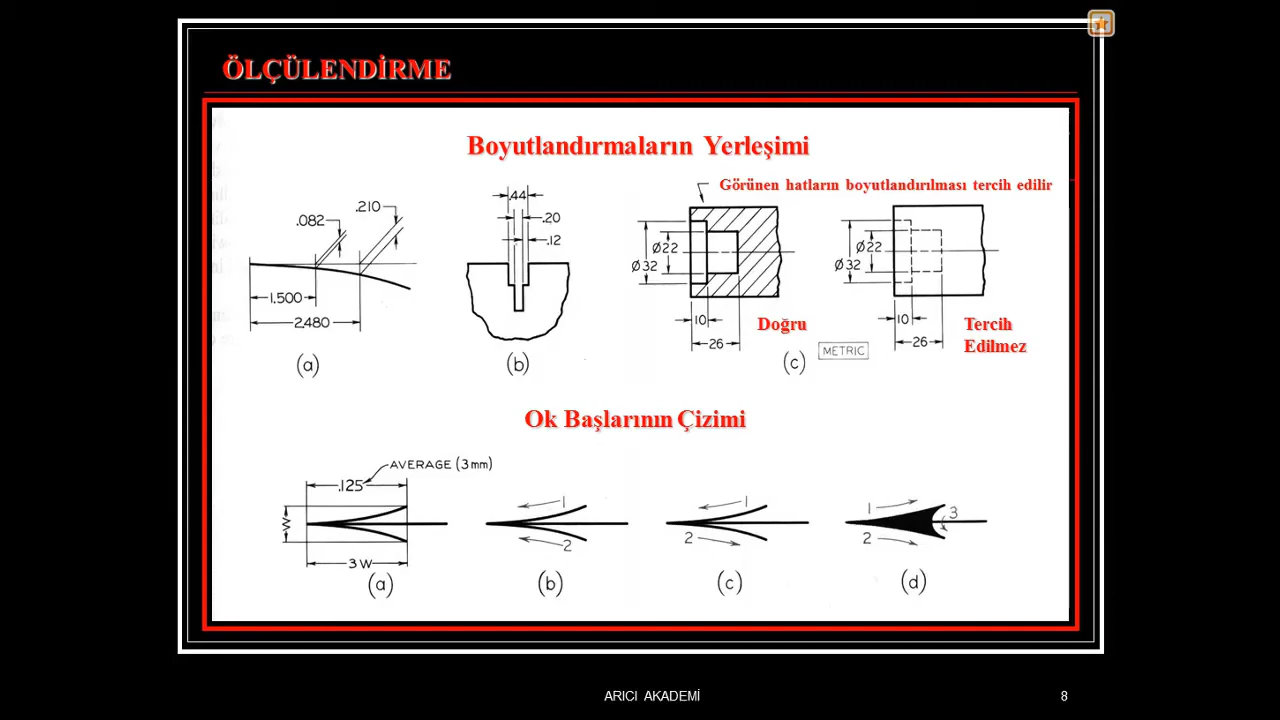 ÖLÇÜLENDİRME
Boyutlandırmaların Yerleşimi
Görünen hatların boyutlandırılması tercih edilir
.44
.210
.082
.20
.12
Ø22
Ø32
Ø22
Ø32
1.500
2.480
10
26
Doğru
10
26
Tercih
Edilmez
METRIC
(a)
(b)
(c)
Ok Başlarının Çizimi
AVERAGE (3mm)
.125
W
3 W
1
2
1
2
1
2
3
(a)
(b)
(c)
(d)
ARICI AKADEMİ
8